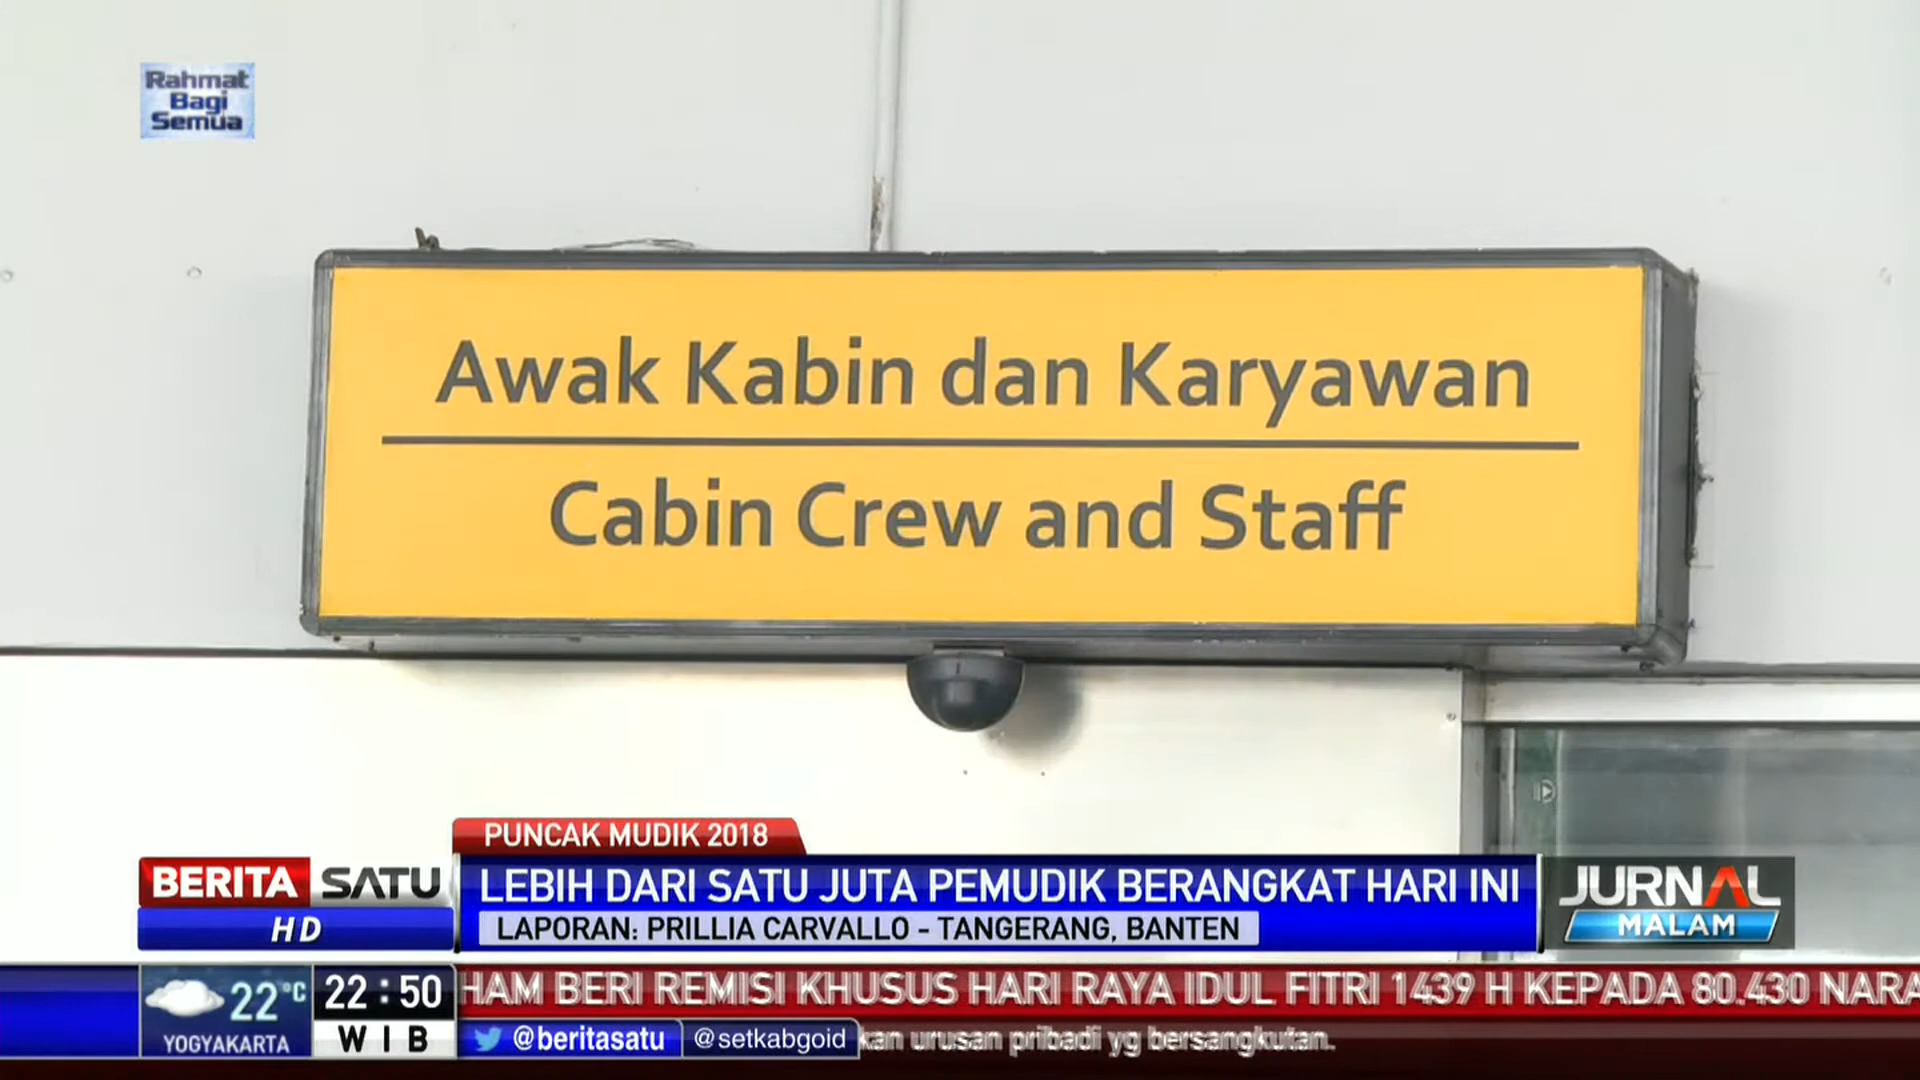 Rahmat
Bagi
Semua
Awak Kabin dan Karyawan
Cabin Crew and Staff
PUNCAK MUDIK 2018
BERITA SATU
HD
LEBIH DARI SATU JUTA PEMUDIK BERANGKAT HARI INI
LAPORAN: PRILLIA CARVALLO - TANGERANG, BANTEN
JURNAL
MALAM
22°C
YOGYAKARTA
22:50
WIB
HAM BERI REMISI KHUSUS HARI RAYA IDUL FITRI 1439 H KEPADA 80.430 NARA
@beritasatu
@setkabgoid
kan urusan pribadi yg bersangkutan.